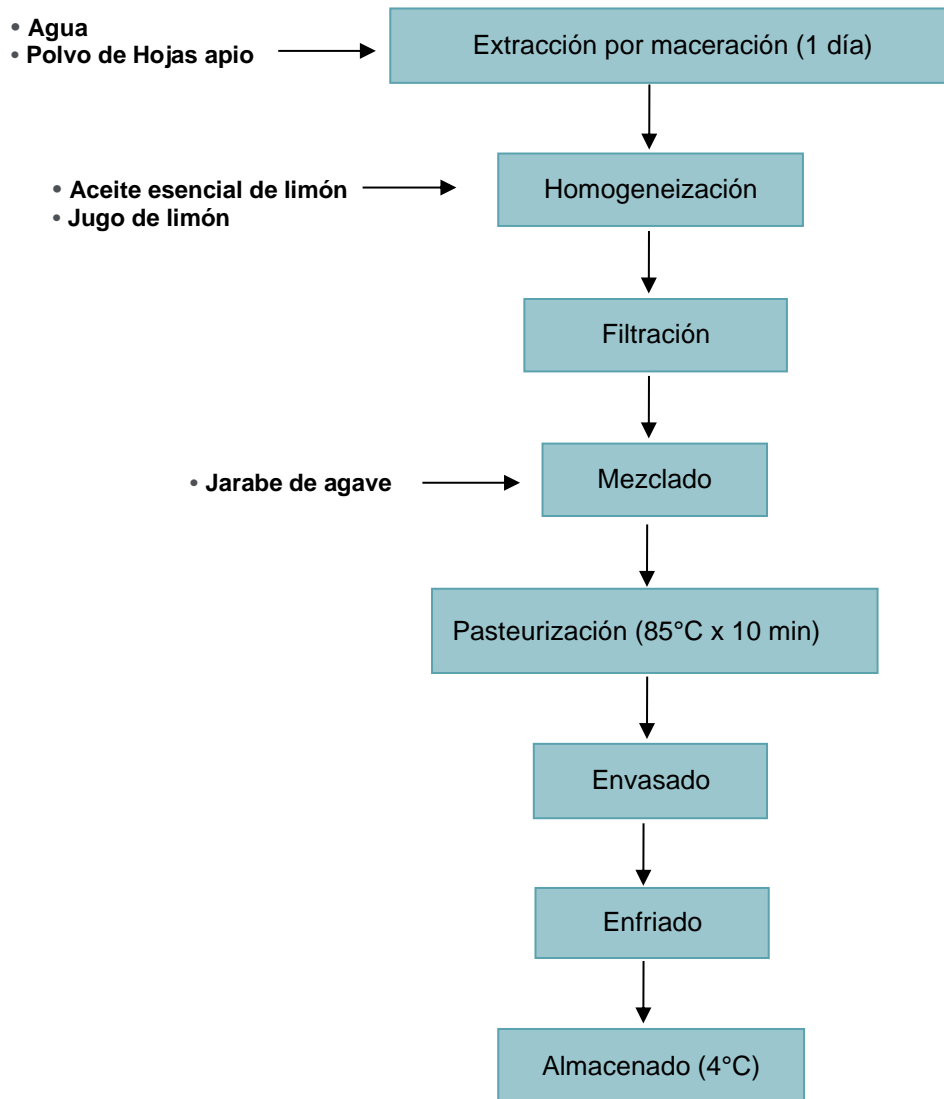 • Agua
• Polvo de Hojas apio
Extracción por maceración (1 día)
• Aceite esencial de limón
• Jugo de limón
Homogeneización
Filtración
• Jarabe de agave
Mezclado
Pasteurización (85°C x 10 min)
Envasado
Enfriado
Almacenado (4°C)